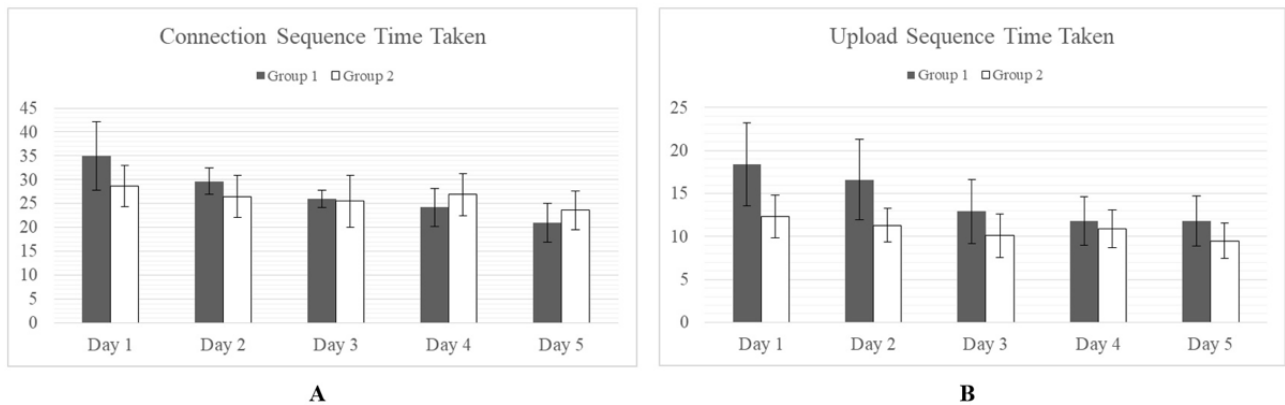 Connection Sequence Time Taken
Group 1 Group 2
45
40
35
30
25
20
15
10
5
0
Day 1 Day 2 Day 3 Day 4 Day 5
A
Upload Sequence Time Taken
Group 1 Group 2
25
20
15
10
5
0
Day 1 Day 2 Day 3 Day 4 Day 5
B